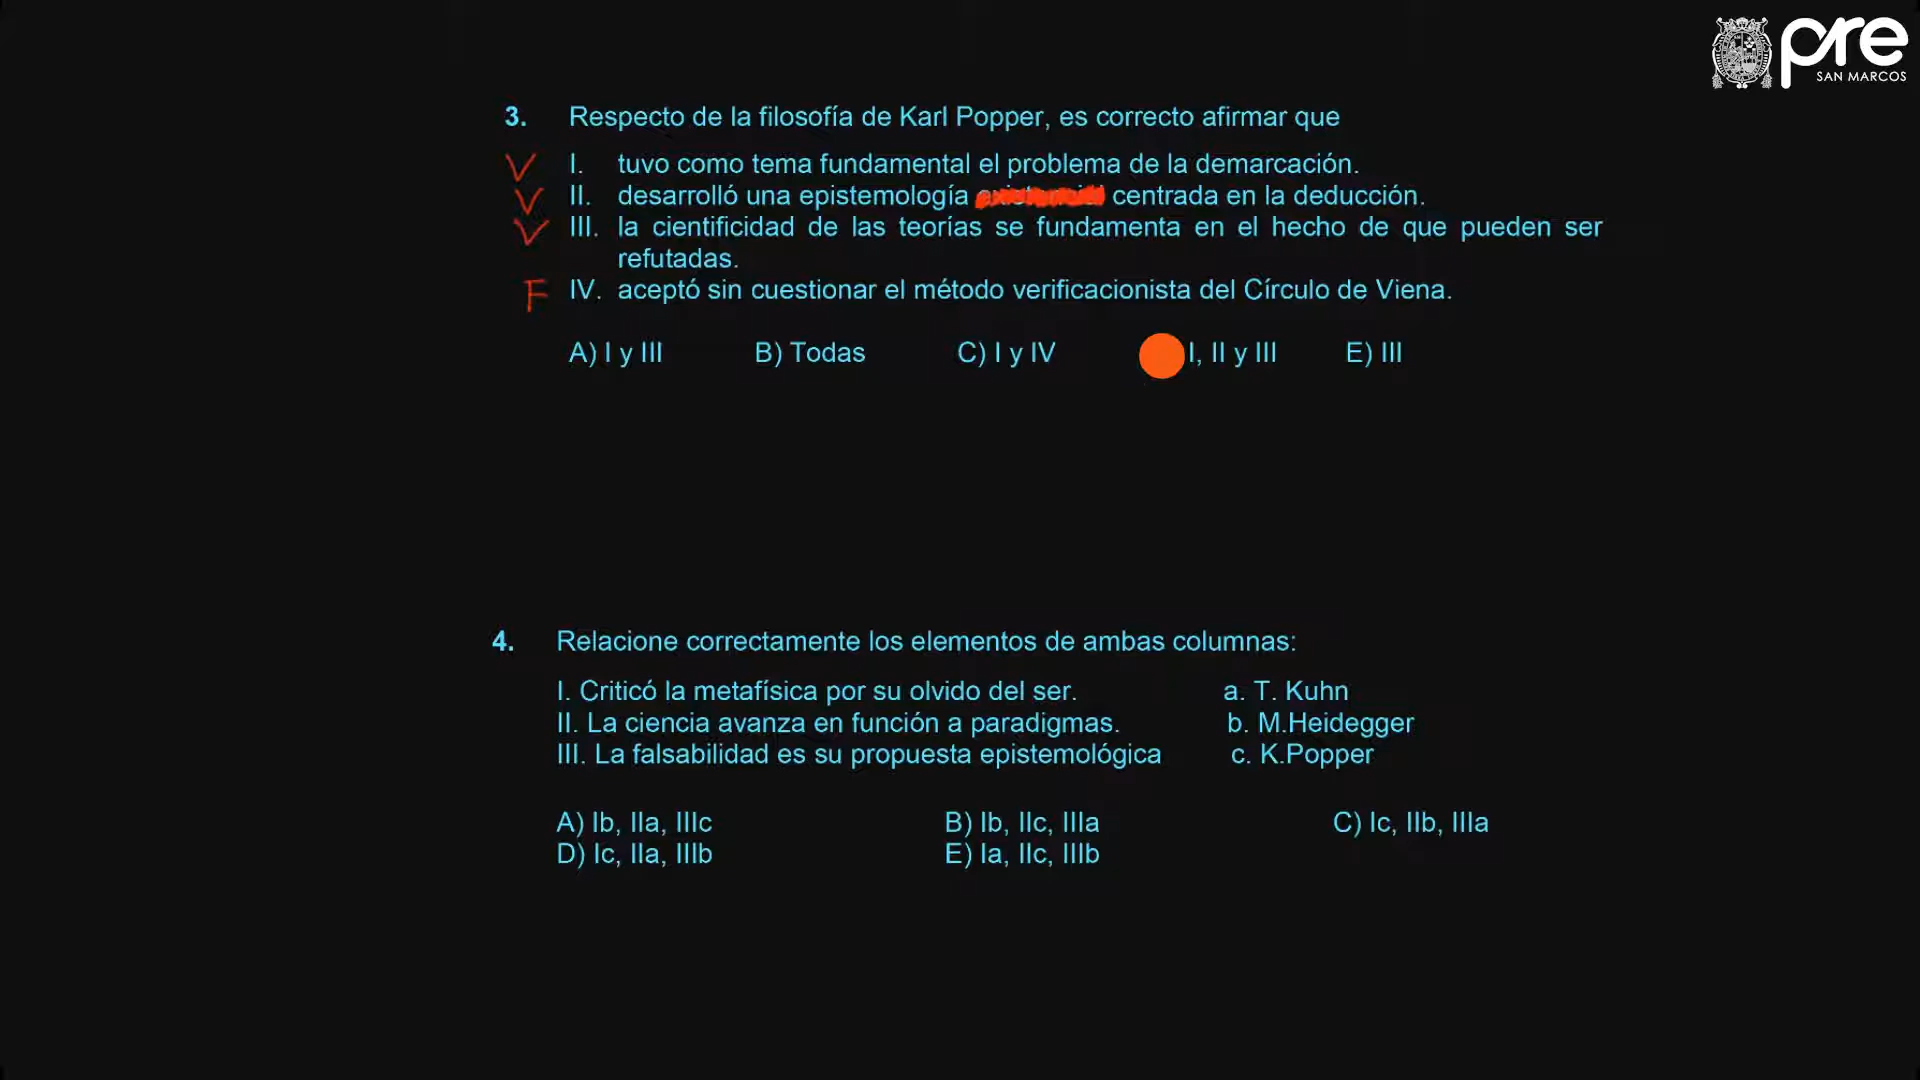 pre
SAN MARCOS
3. Respecto de la filosofía de Karl Popper, es correcto afirmar que
V I. tuvo como tema fundamental el problema de la demarcación.
V II. desarrolló una epistemología centrada en la deducción.
V III. la cientificidad de las teorías se fundamenta en el hecho de que pueden ser
refutadas.
F IV. aceptó sin cuestionar el método verificacionista del Círculo de Viena.
A) I y III B) Todas C) I y IV I, II y III E) III
4. Relacione correctamente los elementos de ambas columnas:
I. Criticó la metafísica por su olvido del ser. a. T. Kuhn
II. La ciencia avanza en función a paradigmas. b. M.Heidegger
III. La falsabilidad es su propuesta epistemológica c. K.Popper
A) Ib, IIa, IIIc B) Ib, IIc, IIIa C) Ic, IIb, IIIa
D) Ic, IIa, IIIb E) Ia, IIc, IIIb